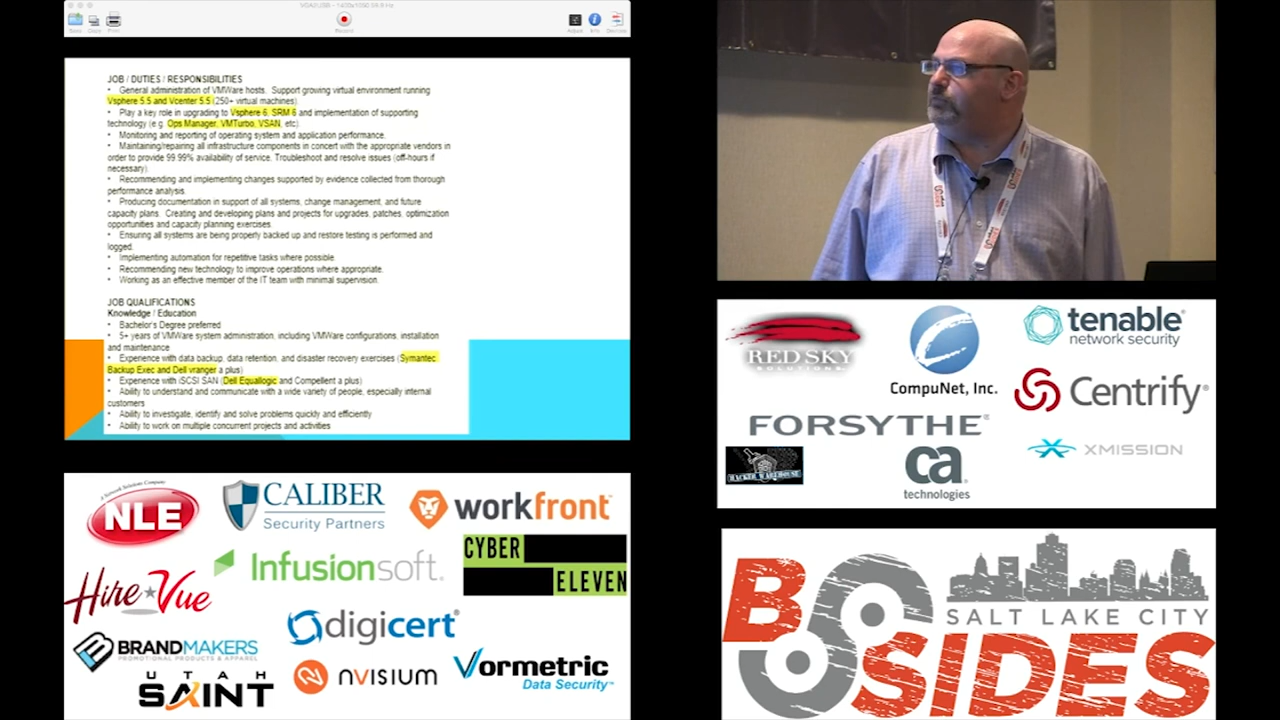 JOB / DUTIES / RESPONSIBILITIES
• General administration of VMWare hosts. Support growing virtual environment running
Vsphere 5.5 and Vcenter 5.5 (250+ virtual machines).
• Play a key role in upgrading to Vsphere 6, SRM 6 and implementation of supporting
technology (e.g. Ops Manager, VMTurbo, VSAN, etc)
• Monitoring and reporting of operating system and application performance.
• Maintaining/repairing all infrastructure components in concert with the appropriate vendors in
order to provide 99.99% availability of service. Troubleshoot and resolve issues (off-hours if
necessary)
• Recommending and implementing changes supported by evidence collected from thorough
performance analysis.
• Producing documentation in support of all systems, change management, and future
capacity plans. Creating and developing plans and projects for upgrades, patches, optimization
opportunities and capacity planning exercises
• Ensuring all systems are being properly backed up and restore testing is performed and
logged.
• Implementing automation for repetitive tasks where possible.
• Recommending new technology to improve operations where appropriate.
• Working as an effective member of the IT team with minimal supervision.
JOB QUALIFICATIONS
Knowledge / Education
• Bachelor's Degree preferred
• 5+ years of VMWare system administration, including VMWare configurations, installation
and maintenance
• Experience with data backup, data retention, and disaster recovery exercises (Symantec
Backup Exec and Dell vranger a plus)
• Experience with iSCSI SAN (Dell Equallogic and Compellent a plus)
• Ability to understand and communicate with a wide variety of people, especially internal
customers
• Ability to investigate, identify and solve problems quickly and efficiently
• Ability to work on multiple concurrent projects and activities
RED SKY
SOLUTIONS
CompuNet, Inc.
tenable
network security
Centrify
FORSYTHE
HACKER WAREHOUSE
ca
technologies
XMISSION
A Network Solutions Company
NLE
CALIBER
Security Partners
workfront
Infusionsoft.
CYBER
ELEVEN
Hire Vue
digicert
BRANDMAKERS
PROMOTIONAL PRODUCTS & APPAREL
UTAH
SAINT
NVISIUM
Vormetric
Data Security
SALT LAKE CITY
B SIDES